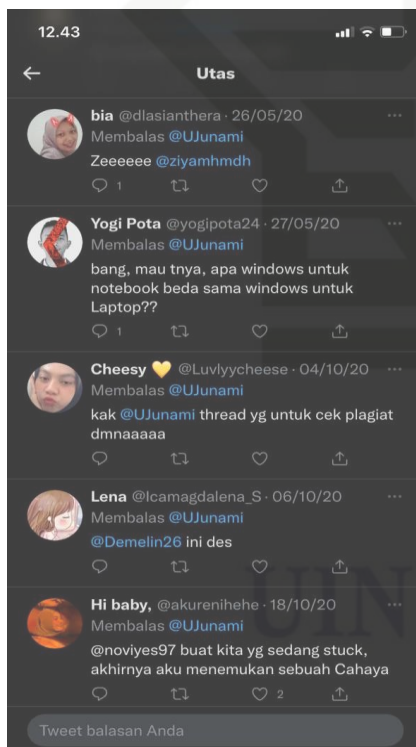 12.43
Utas
bia @dlasianthera · 26/05/20
Membalas @UJunami
Zeeeeee @ziyamhmdh
1
Yogi Pota @yogipota24 · 27/05/20
Membalas @UJunami
bang, mau tnya, apa windows untuk
notebook beda sama windows untuk
Laptop??
1
Cheesy 💛 @Luvlyycheese · 04/10/20
Membalas @UJunami
kak @UJunami thread yg untuk cek plagiat
dmnaaaaa
Lena @lcamagdalena_S · 06/10/20
Membalas @UJunami
@Demelin26 ini des
Hi baby, @akurenihehe · 18/10/20
Membalas @UJunami
@noviyes97 buat kita yg sedang stuck,
akhirnya aku menemukan sebuah Cahaya
2
UIN
Tweet balasan Anda